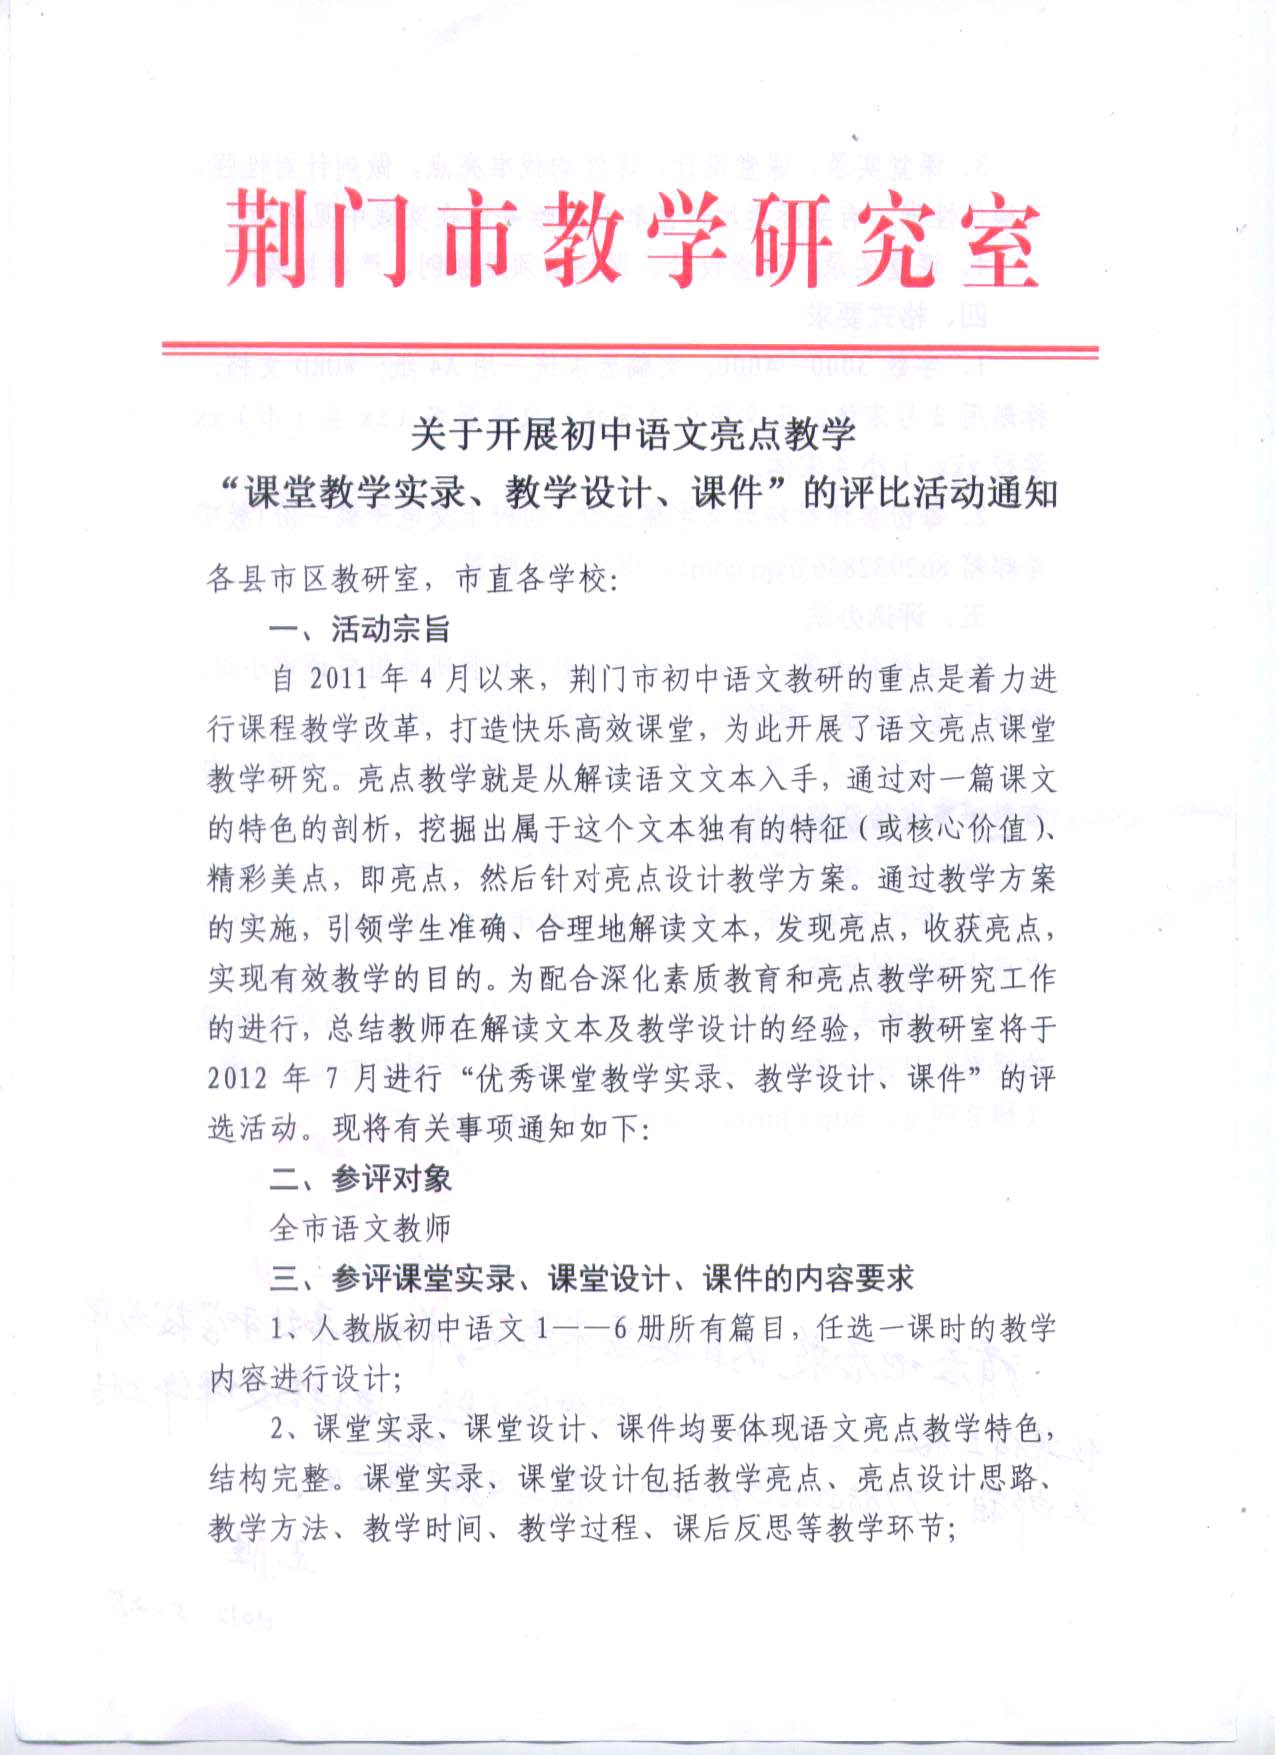 荆门市教学研究室
关于开展初中语文亮点教学
“课堂教学实录、教学设计、课件”的评比活动通知
各县市区教研室，市直各学校：
一、活动宗旨
自 2011 年 4 月以来，荆门市初中语文教研的重点是着力进
行课程教学改革，打造快乐高效课堂，为此开展了语文亮点课堂
教学研究。亮点教学就是从解读语文文本入手，通过对一篇课文
的特色的剖析，挖掘出属于这个文本独有的特征（或核心价值）、
精彩美点，即亮点，然后针对亮点设计教学方案。通过教学方案
的实施，引领学生准确、合理地解读文本，发现亮点，收获亮点，
实现有效教学的目的。为配合深化素质教育和亮点教学研究工作
的进行，总结教师在解读文本及教学设计的经验，市教研室将于
2012 年 7 月进行“优秀课堂教学实录、教学设计、课件”的评
选活动。现将有关事项通知如下：
二、参评对象
全市语文教师
三、参评课堂实录、课堂设计、课件的内容要求
1、人教版初中语文 1——6 册所有篇目，任选一课时的教学
内容进行设计；
2、课堂实录、课堂设计、课件均要体现语文亮点教学特色，
结构完整。课堂实录、课堂设计包括教学亮点、亮点设计思路、
教学方法、教学时间、教学过程、课后反思等教学环节；